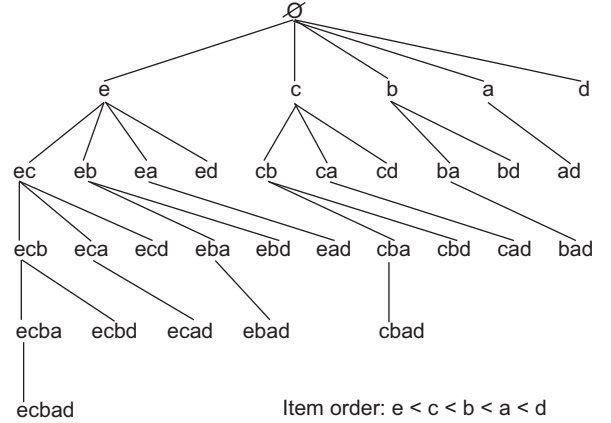 Ø
e c b a d
ec eb ea ed cb ca cd ba bd ad
ecb eca ecd eba ebd ead cba cbd cad bad
ecba ecbd ecad ebad cbad
ecbad
Item order: e < c < b < a < d